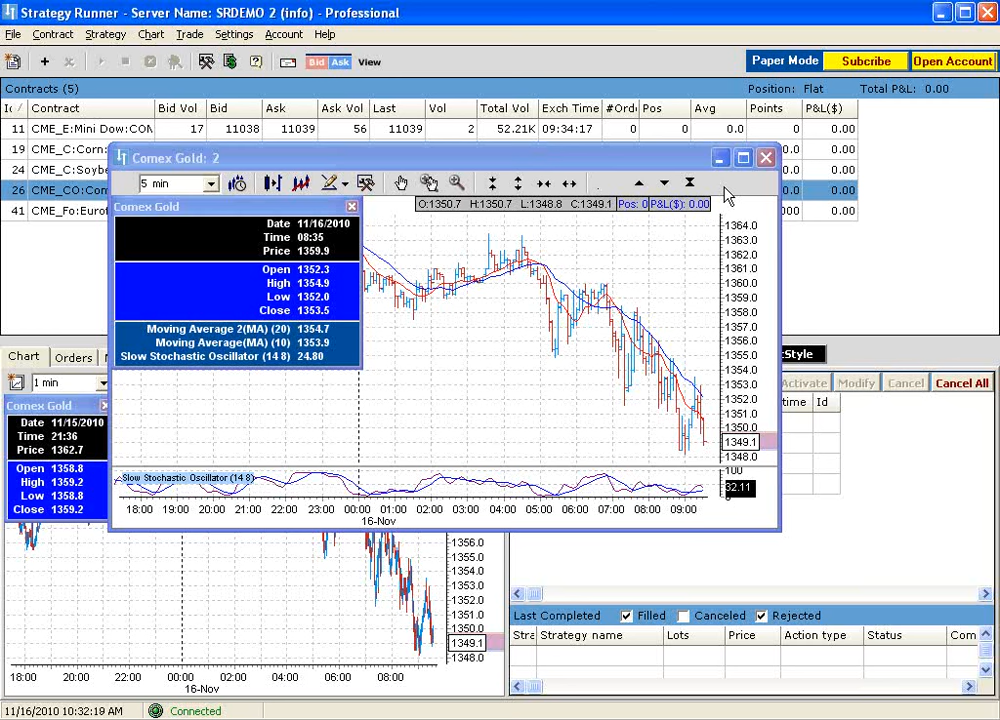 Strategy Runner - Server Name: SRDEMO 2 (info) - Professional
File Contract Strategy Chart Trade Settings Account Help
Bid Ask View Paper Mode Subcribe Open Account
Contracts (5) Position: Flat Total P&L: 0.00
Contract Bid Vol Bid Ask Ask Vol Last Vol Total Vol Exch Time #Ord Pos Avg Points P&L($)
11 CME_E:Mini Dow:CON 17 11038 11039 56 11039 2 52.21K 09:34:17 0 0 0.0 0 0.00
19 CME_C:Corn: 0.00
24 CME_C:Soybe 0.00
26 CME_CO:Com 0.00
41 CME_Fo:Eurof 0.00
Comex Gold: 2
5 min
O:1350.7 H:1350.7 L:1348.8 C:1349.1 Pos: 0 P&L($): 0.00
Comex Gold
Date 11/16/2010
Time 08:35
Price 1359.9
Open 1352.3
High 1354.9
Low 1352.0
Close 1353.5
Moving Average 2(MA) (20) 1354.7
Moving Average(MA) (10) 1353.9
Slow Stochastic Oscillator (14 8) 24.80
1364.0
1363.0
1362.0
1361.0
1360.0
1359.0
1358.0
1357.0
1356.0
1355.0
1354.0
1353.0
1352.0
1351.0
1350.0
1349.1
1348.0
Slow Stochastic Oscillator (14 8)
100
32.11
18:00 19:00 20:00 21:00 22:00 23:00 00:00 01:00 02:00 03:00 04:00 05:00 06:00 07:00 08:00 09:00
16-Nov
Chart Orders
1 min
Comex Gold
Date 11/15/2010
Time 21:36
Price 1362.7
Open 1358.8
High 1359.2
Low 1358.8
Close 1359.2
1356.0
1355.0
1354.0
1353.0
1352.0
1351.0
1350.0
1349.1
1348.0
18:00 20:00 22:00 00:00 02:00 04:00 06:00 08:00
16-Nov
Style
Activate Modify Cancel Cancel All
time Id
Last Completed Filled Canceled Rejected
Stra Strategy name Lots Price Action type Status Com
11/16/2010 10:32:19 AM Connected